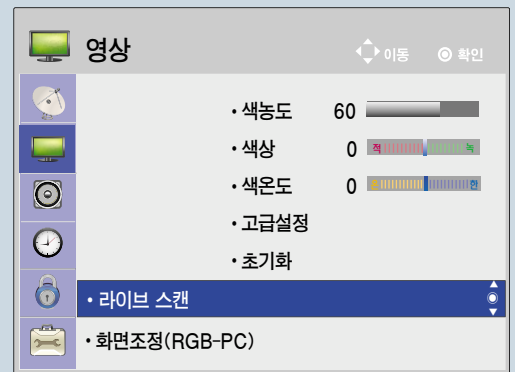 영상 이동 확인
• 색농도 60
• 색상 0 적 녹
• 색온도 0 온 한
• 고급설정
• 초기화
• 라이브 스캔
• 화면조정(RGB-PC)